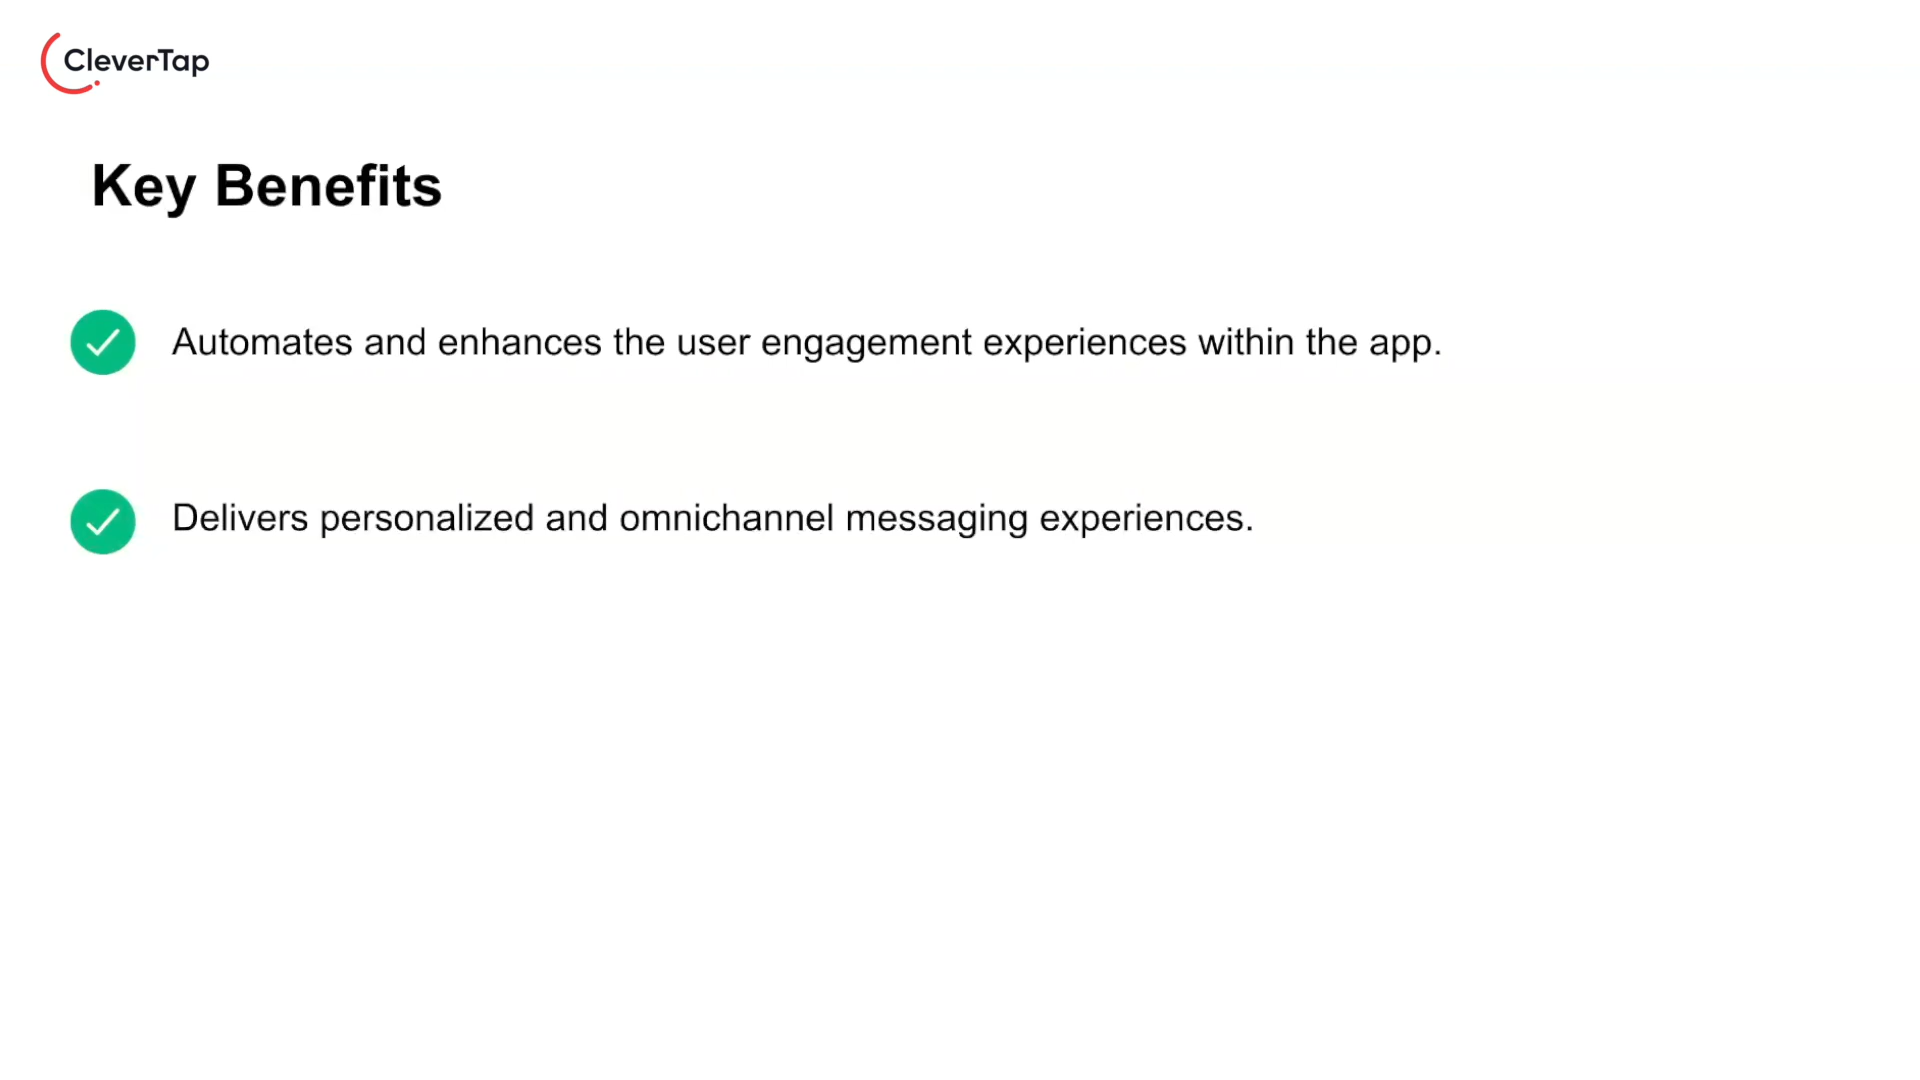 CleverTap
Key Benefits
Automates and enhances the user engagement experiences within the app.
Delivers personalized and omnichannel messaging experiences.